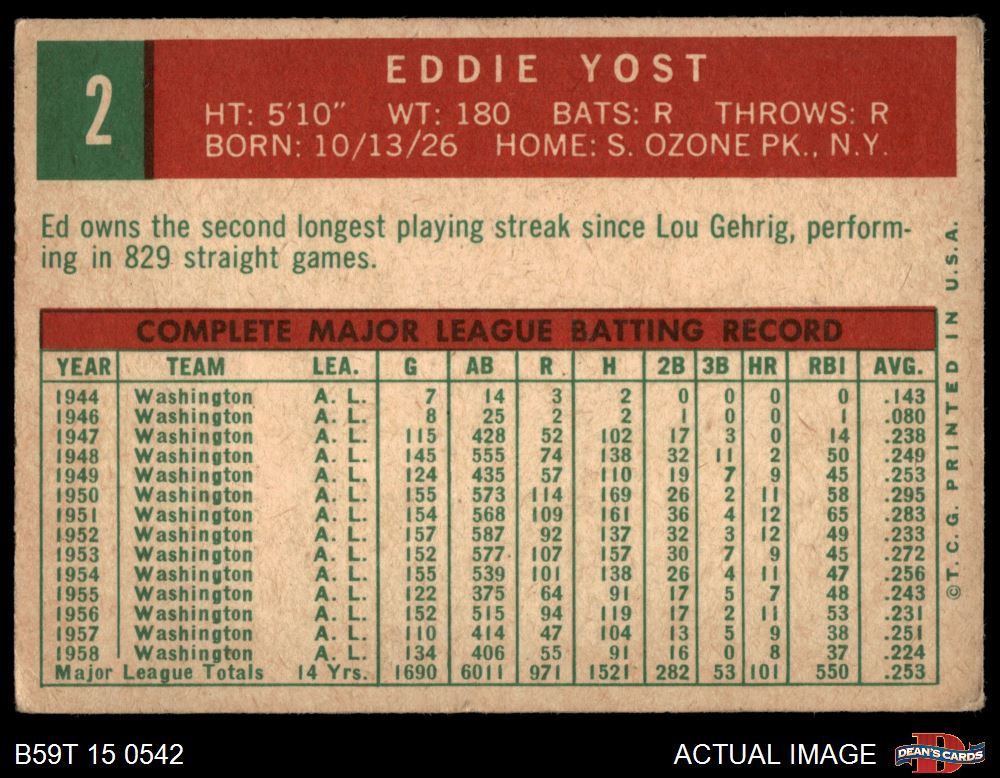 2
EDDIE YOST
HT: 5'10" WT: 180 BATS: R THROWS: R
BORN: 10/13/26 HOME: S. OZONE PK., N.Y.
Ed owns the second longest playing streak since Lou Gehrig, perform-
ing in 829 straight games.
COMPLETE MAJOR LEAGUE BATTING RECORD
YEAR TEAM LEA. G AB R H 2B 3B HR RBI AVG.
1944 Washington A. L. 7 14 3 2 0 0 0 0 .143
1946 Washington A. L. 8 25 2 2 1 0 0 1 .080
1947 Washington A. L. 115 428 52 102 17 3 0 14 .238
1948 Washington A. L. 145 555 74 138 32 11 2 50 .249
1949 Washington A. L. 124 435 57 110 19 7 9 45 .253
1950 Washington A. L. 155 573 114 169 26 2 11 58 .295
1951 Washington A. L. 154 568 109 161 36 4 12 65 .283
1952 Washington A. L. 157 587 92 137 32 3 12 49 .233
1953 Washington A. L. 152 577 107 157 30 7 9 45 .272
1954 Washington A. L. 155 539 101 138 26 4 11 47 .256
1955 Washington A. L. 122 375 64 91 17 5 7 48 .243
1956 Washington A. L. 152 515 94 119 17 2 11 53 .231
1957 Washington A. L. 110 414 47 104 13 5 9 38 .251
1958 Washington A. L. 134 406 55 91 16 0 8 37 .224
Major League Totals 14 Yrs. 1690 6011 971 1521 282 53 101 550 .253
© T. C. G. PRINTED IN U.S.A.
B59T 15 0542
ACTUAL IMAGE
DEAN'S CARDS